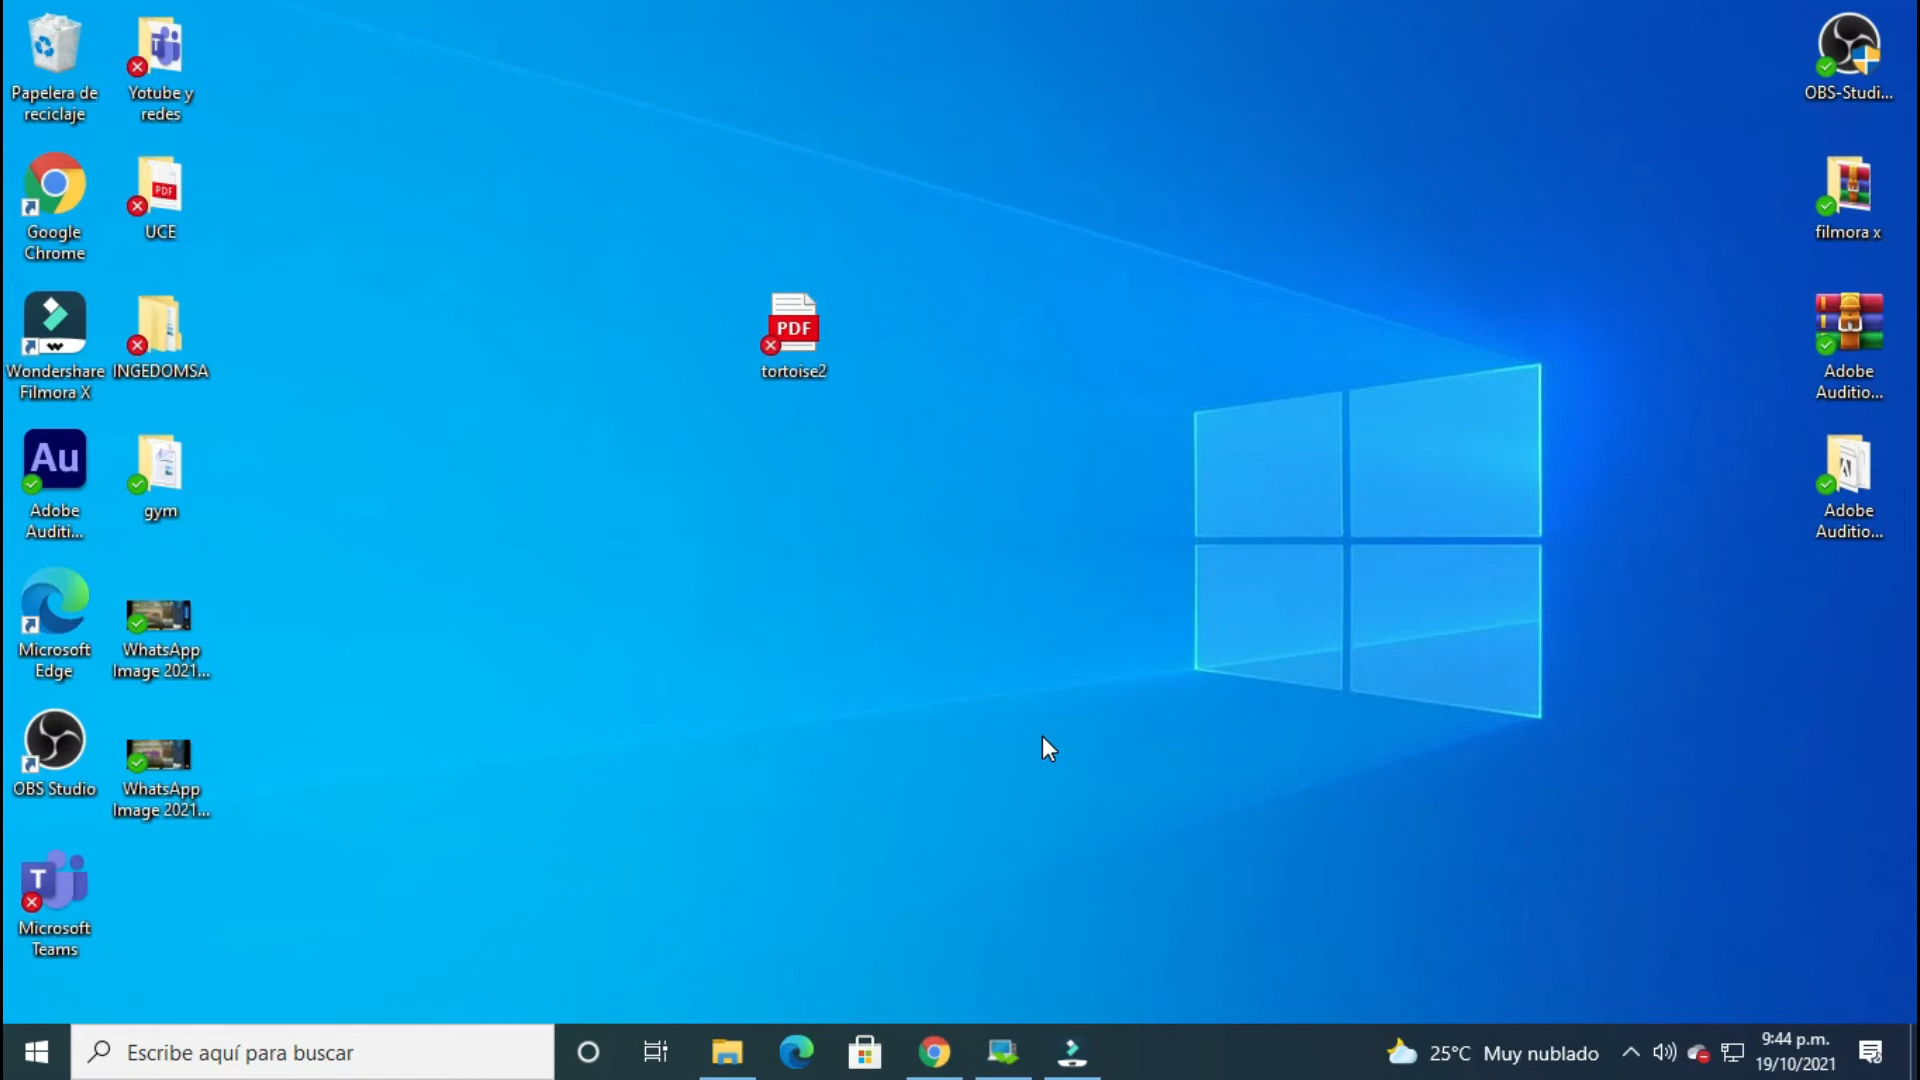 Papelera de
reciclaje
Yotube y
redes
Google
Chrome
PDF
UCE
Wondershare
Filmora X
INGEDOMSA
Au
Adobe
Auditi...
gym
Microsoft
Edge
WhatsApp
Image 2021...
OBS Studio
WhatsApp
Image 2021...
T
Microsoft
Teams
PDF
tortoise2
OBS-Studi...
filmora x
Adobe
Auditio...
Adobe
Auditio...
Escribe aquí para buscar
25°C Muy nublado
9:44 p.m.
19/10/2021